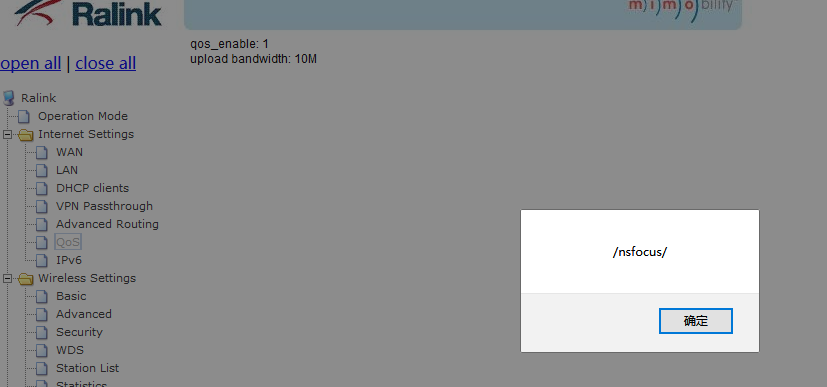 Ralink
mimobility
open all | close all
qos_enable: 1
upload bandwidth: 10M
Ralink
Operation Mode
Internet Settings
WAN
LAN
DHCP clients
VPN Passthrough
Advanced Routing
QoS
IPv6
Wireless Settings
Basic
Advanced
Security
WDS
Station List
Statistics
/nsfocus/
确定